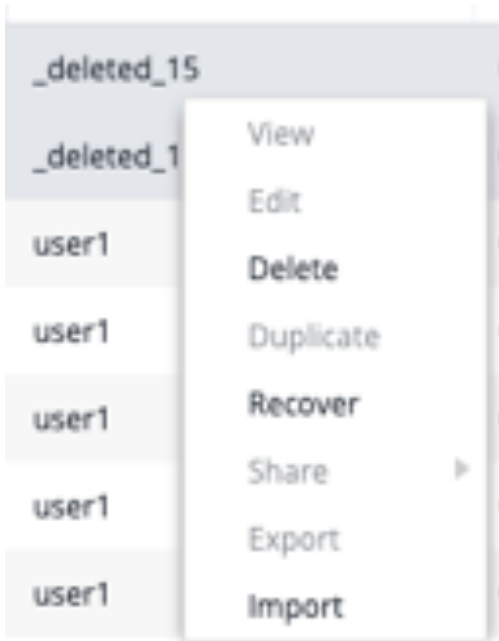 _deleted_15
_deleted_1
user1
user1
user1
user1
user1
View
Edit
Delete
Duplicate
Recover
Share
Export
Import